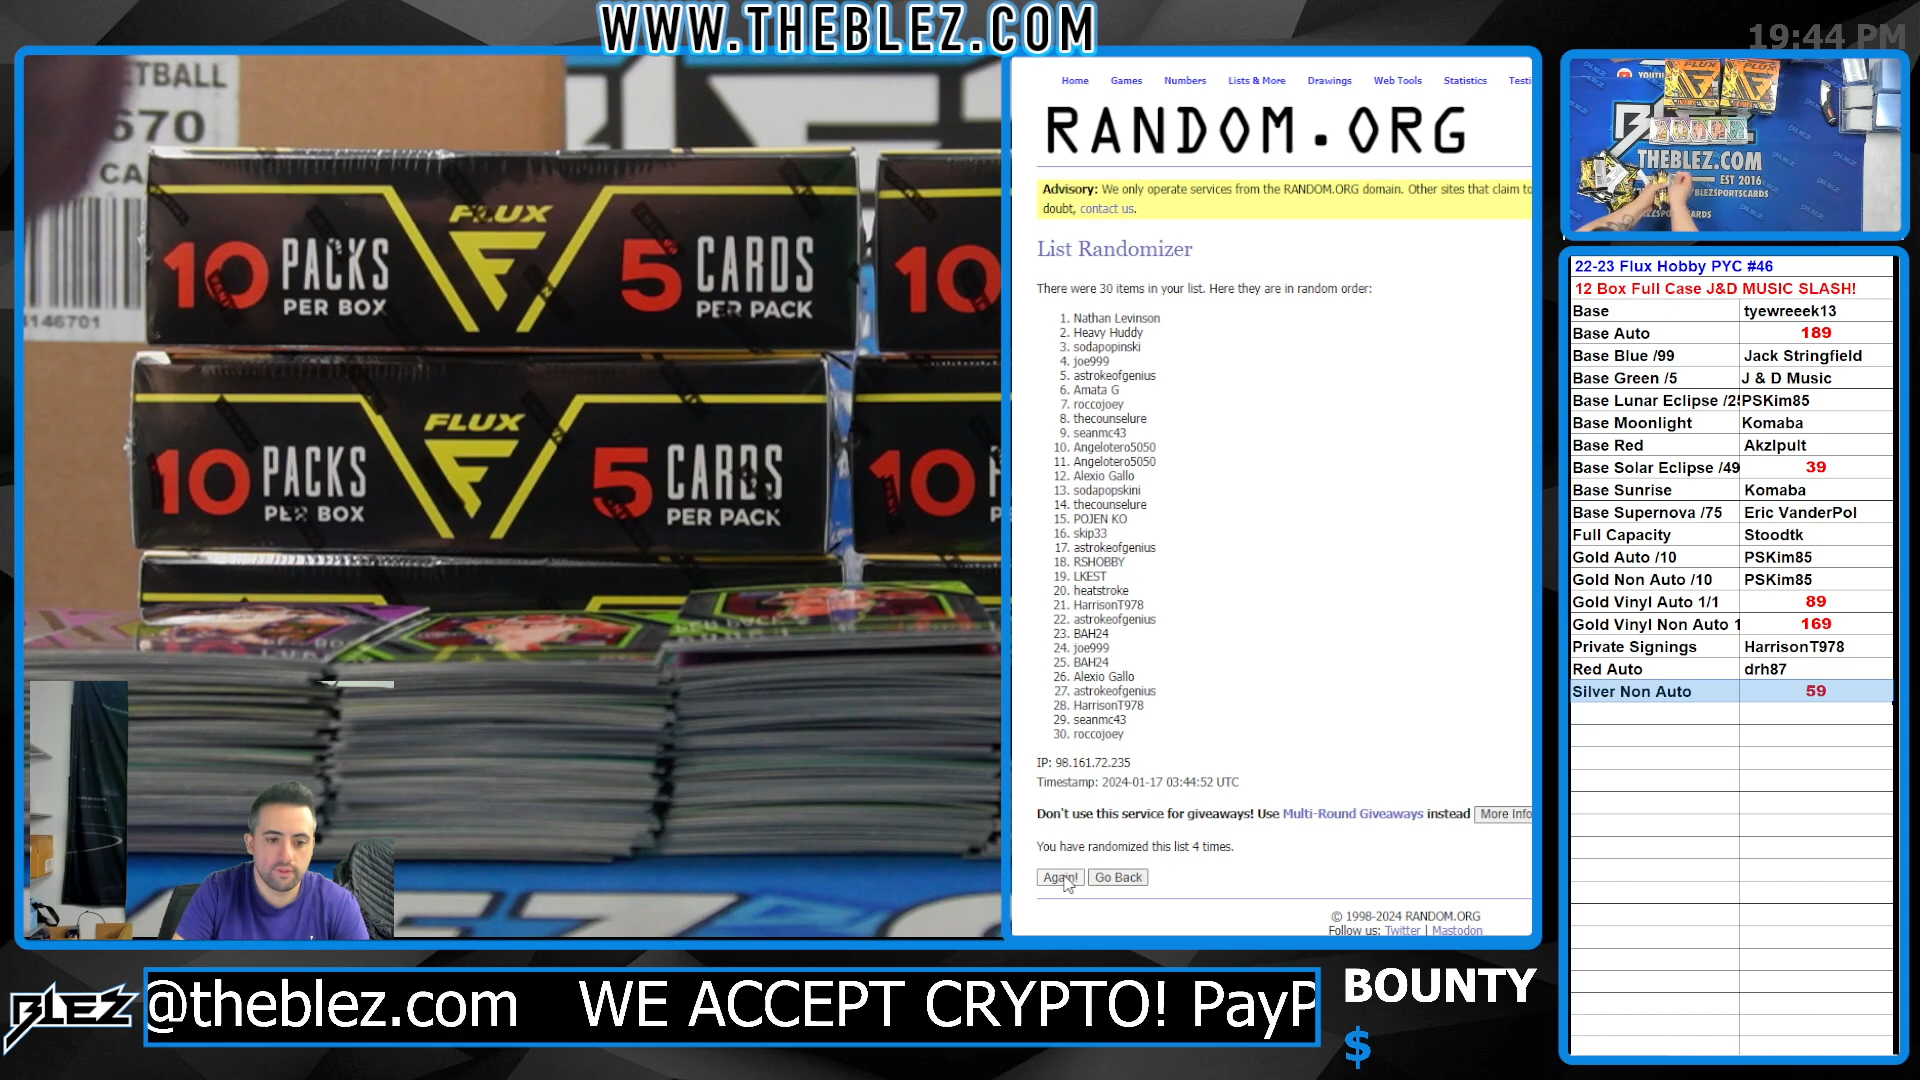 WWW.THEBLEZ.COM
19:44 PM
ETBALL
670
CA
146701
FLUX
10 PACKS PER BOX
5 CARDS PER PACK
10
FLUX
10 PACKS PER BOX
5 CARDS PER PACK
10
Home Games Numbers Lists & More Drawings Web Tools Statistics Testi
RANDOM.ORG
Advisory: We only operate services from the RANDOM.ORG domain. Other sites that claim to
doubt, contact us.
List Randomizer
There were 30 items in your list. Here they are in random order:
1. Nathan Levinson
2. Heavy Huddy
3. sodapopinski
4. joe999
5. astrokeofgenius
6. Amata G
7. roccojoey
8. thecounselure
9. seanmc43
10. Angelotero5050
11. Angelotero5050
12. Alexio Gallo
13. sodapopskini
14. thecounselure
15. POJEN KO
16. skip33
17. astrokeofgenius
18. RSHOBBY
19. LKEST
20. heatstroke
21. HarrisonT978
22. astrokeofgenius
23. BAH24
24. joe999
25. BAH24
26. Alexio Gallo
27. astrokeofgenius
28. HarrisonT978
29. seanmc43
30. roccojoey
IP: 98.161.72.235
Timestamp: 2024-01-17 03:44:52 UTC
Don't use this service for giveaways! Use Multi-Round Giveaways instead More Info
You have randomized this list 4 times.
Again! Go Back
© 1998-2024 RANDOM.ORG
Follow us: Twitter | Mastodon
THEBLEZ.COM
EST 2016
BLEZSPORTSCARDS
22-23 Flux Hobby PYC #46
12 Box Full Case J&D MUSIC SLASH!
Base tyewreeek13
Base Auto 189
Base Blue /99 Jack Stringfield
Base Green /5 J & D Music
Base Lunar Eclipse /25 PSKim85
Base Moonlight Komaba
Base Red Akzlpult
Base Solar Eclipse /49 39
Base Sunrise Komaba
Base Supernova /75 Eric VanderPol
Full Capacity Stoodtk
Gold Auto /10 PSKim85
Gold Non Auto /10 PSKim85
Gold Vinyl Auto 1/1 89
Gold Vinyl Non Auto 1 169
Private Signings HarrisonT978
Red Auto drh87
Silver Non Auto 59
BLEZ
@theblez.com WE ACCEPT CRYPTO! PayP
BOUNTY
$